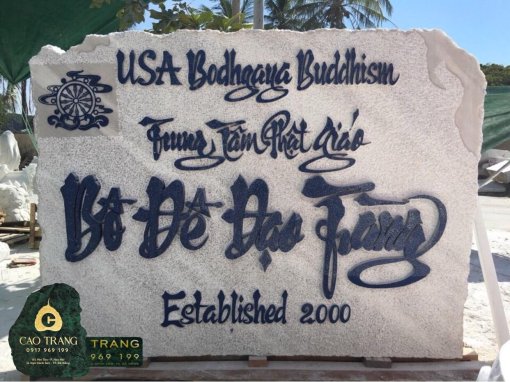 USA Bodhgaya Buddhism
Trung Tâm Phật Giáo
Bồ Đề Đạo Tràng
Established 2000
CAO TRANG
0917 969 199
TRANG
969 199